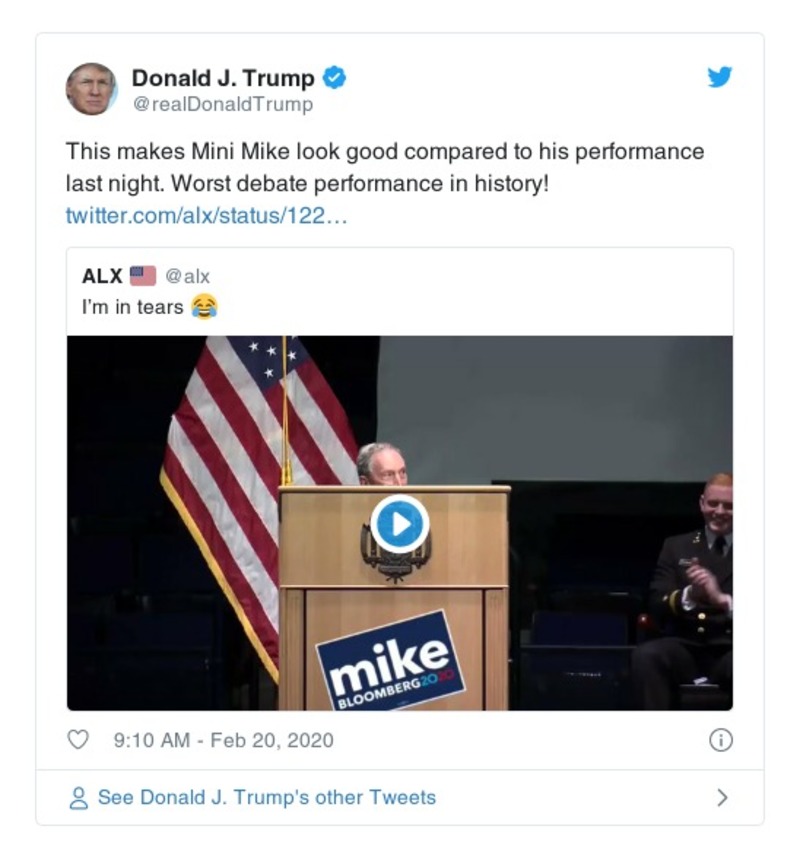 Donald J. Trump
@realDonaldTrump
This makes Mini Mike look good compared to his performance
last night. Worst debate performance in history!
twitter.com/alx/status/122…
ALX 🇺🇸 @alx
I'm in tears 😂
mike
BLOOMBERG2020
9:10 AM - Feb 20, 2020
See Donald J. Trump's other Tweets